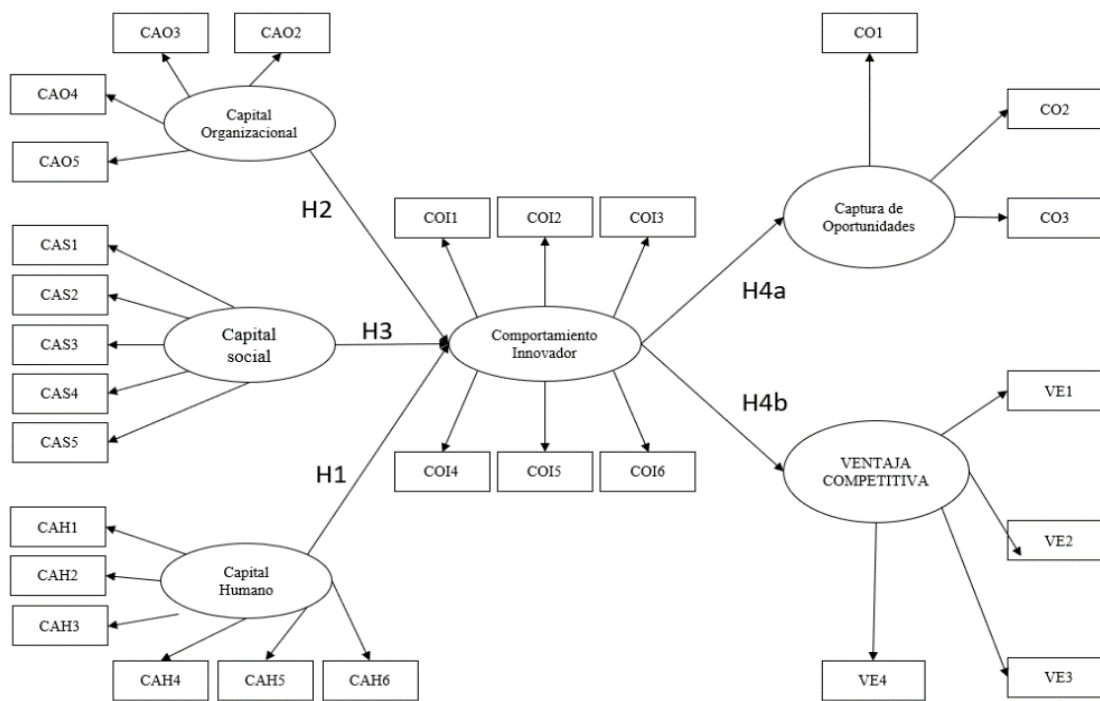 CAO3
CAO2
CO1
CAO4
Capital
Organizacional
CO2
CAO5
H2
CAS1
COI1
COI2
COI3
Captura de
Oportunidades
CO3
CAS2
H4a
CAS3
Capital
social
H3
Comportamiento
Innovador
CAS4
H4b
VE1
CAS5
COI4
COI5
COI6
VENTAJA
COMPETITIVA
H1
CAH1
VE2
CAH2
Capital
Humano
CAH3
CAH4
CAH5
CAH6
VE4
VE3